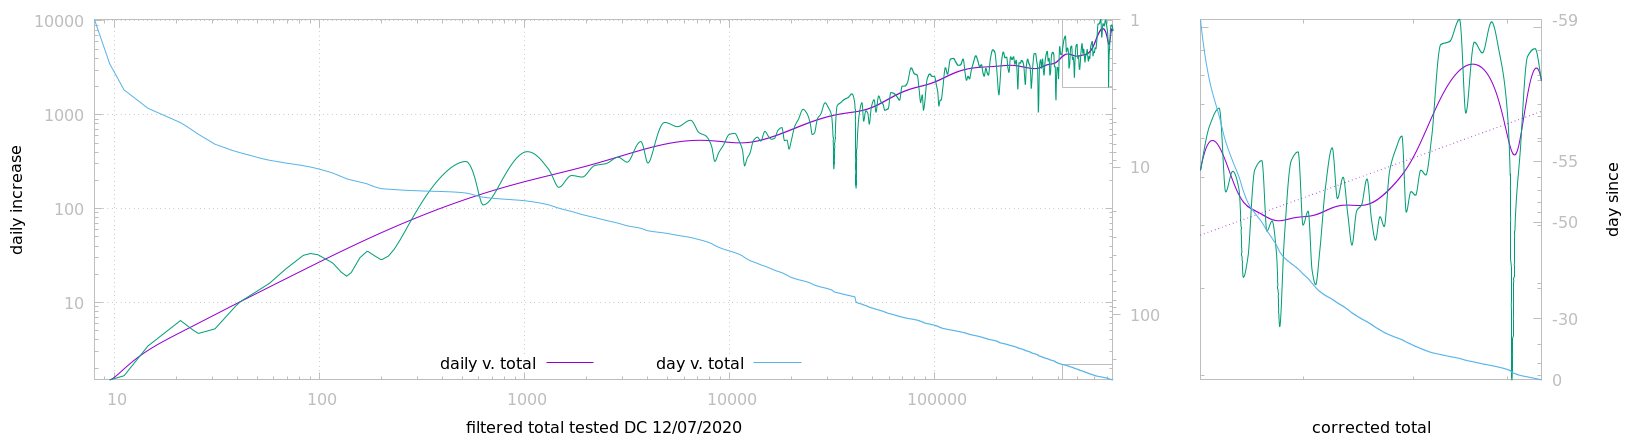 10000
1000
100
10
daily increase
10
100
1000
10000
100000
filtered total tested DC 12/07/2020
daily v. total
day v. total
1
10
100
-59
-55
-50
-30
0
day since
corrected total